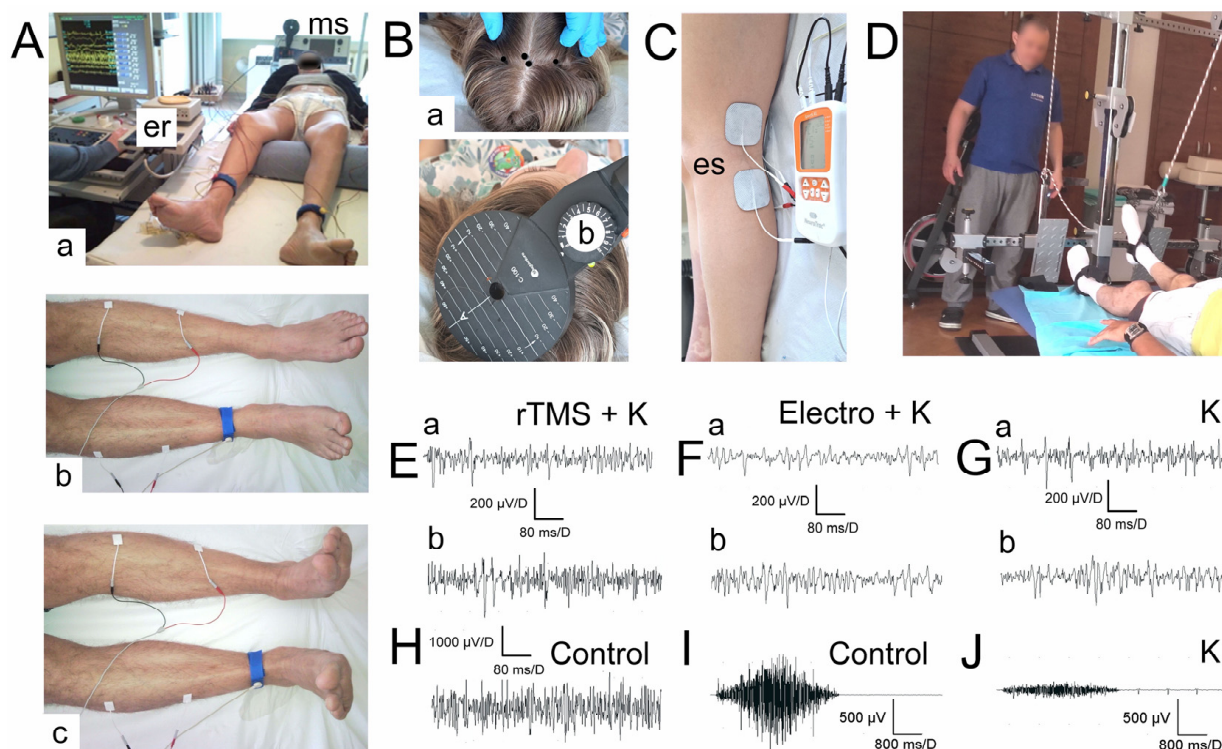 A
ms
er
a
b
c
B
a
b
C 100
A
C
es
D
rTMS + K
E
a
200 µV/D
80 ms/D
b
Electro + K
F
a
200 µV/D
80 ms/D
b
K
G
a
200 µV/D
80 ms/D
b
H
1000 µV/D
80 ms/D
Control
I
Control
500 µV
800 ms/D
J
K
500 µV
800 ms/D